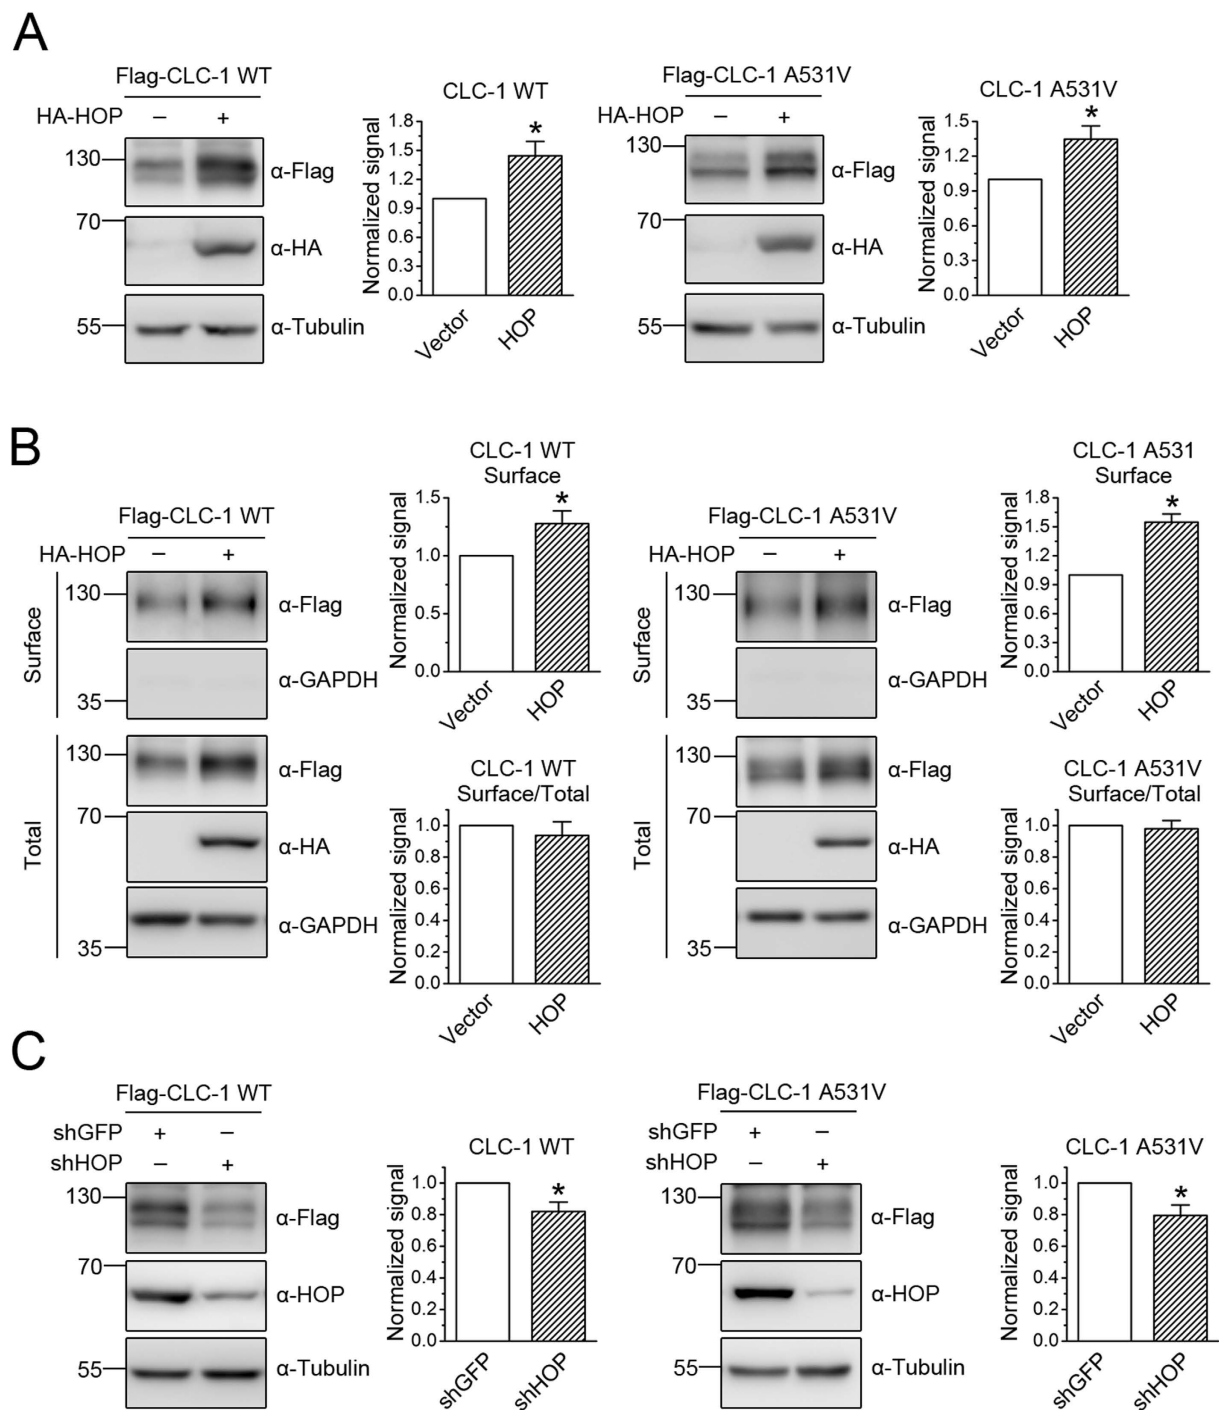 A
Flag-CLC-1 WT
HA-HOP − +
130
α-Flag
70
α-HA
55
α-Tubulin
CLC-1 WT
Normalized signal
1.8
1.5
1.2
0.9
0.6
0.3
0.0
*
Vector
HOP
Flag-CLC-1 A531V
HA-HOP − +
130
α-Flag
70
α-HA
55
α-Tubulin
CLC-1 A531V
Normalized signal
1.5
1.2
0.9
0.6
0.3
0.0
*
Vector
HOP
B
Flag-CLC-1 WT
HA-HOP − +
Surface
130
α-Flag
35
α-GAPDH
Total
130
α-Flag
70
α-HA
35
α-GAPDH
CLC-1 WT
Surface
Normalized signal
1.5
1.0
0.5
0.0
*
Vector
HOP
CLC-1 WT
Surface/Total
Normalized signal
1.0
0.8
0.6
0.4
0.2
0.0
Vector
HOP
Flag-CLC-1 A531V
HA-HOP − +
Surface
130
α-Flag
35
α-GAPDH
Total
130
α-Flag
70
α-HA
35
α-GAPDH
CLC-1 A531
Surface
Normalized signal
1.8
1.5
1.2
0.9
0.6
0.3
0.0
*
Vector
HOP
CLC-1 A531V
Surface/Total
Normalized signal
1.0
0.8
0.6
0.4
0.2
0.0
Vector
HOP
C
Flag-CLC-1 WT
shGFP + −
shHOP − +
130
α-Flag
70
α-HOP
55
α-Tubulin
CLC-1 WT
Normalized signal
1.0
0.8
0.6
0.4
0.2
0.0
*
shGFP
shHOP
Flag-CLC-1 A531V
shGFP + −
shHOP − +
130
α-Flag
70
α-HOP
55
α-Tubulin
CLC-1 A531V
Normalized signal
1.0
0.8
0.6
0.4
0.2
0.0
*
shGFP
shHOP